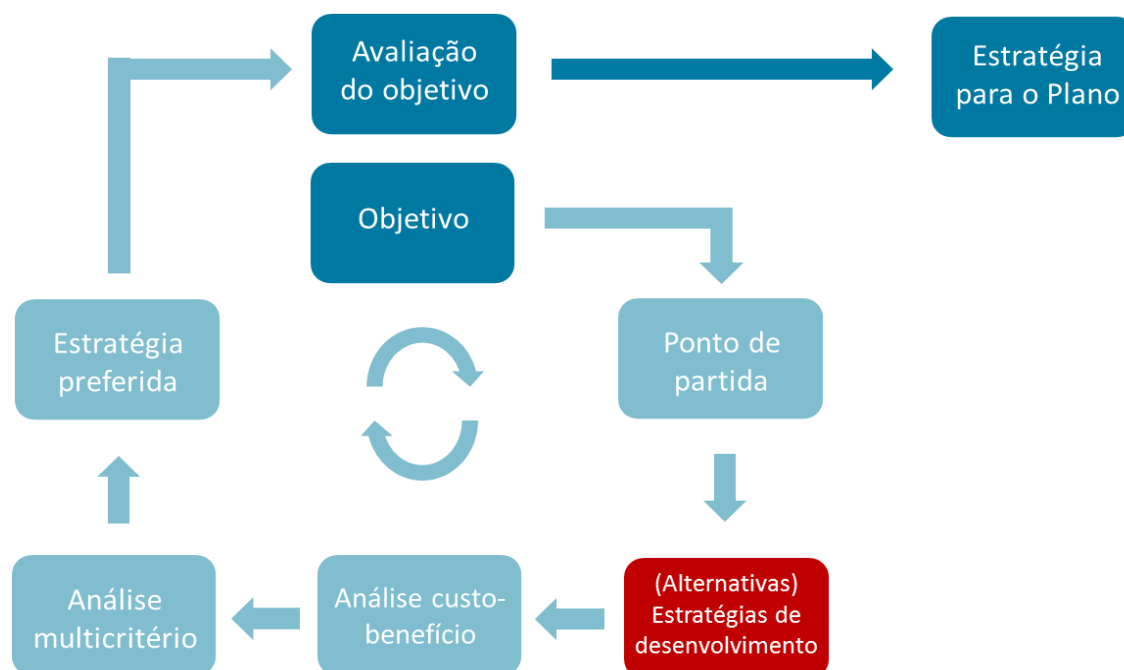 Avaliação
do objetivo
Estratégia
para o Plano
Objetivo
Estratégia
preferida
Ponto de
partida
Análise
multicritério
Análise custo-
benefício
(Alternativas)
Estratégias de
desenvolvimento